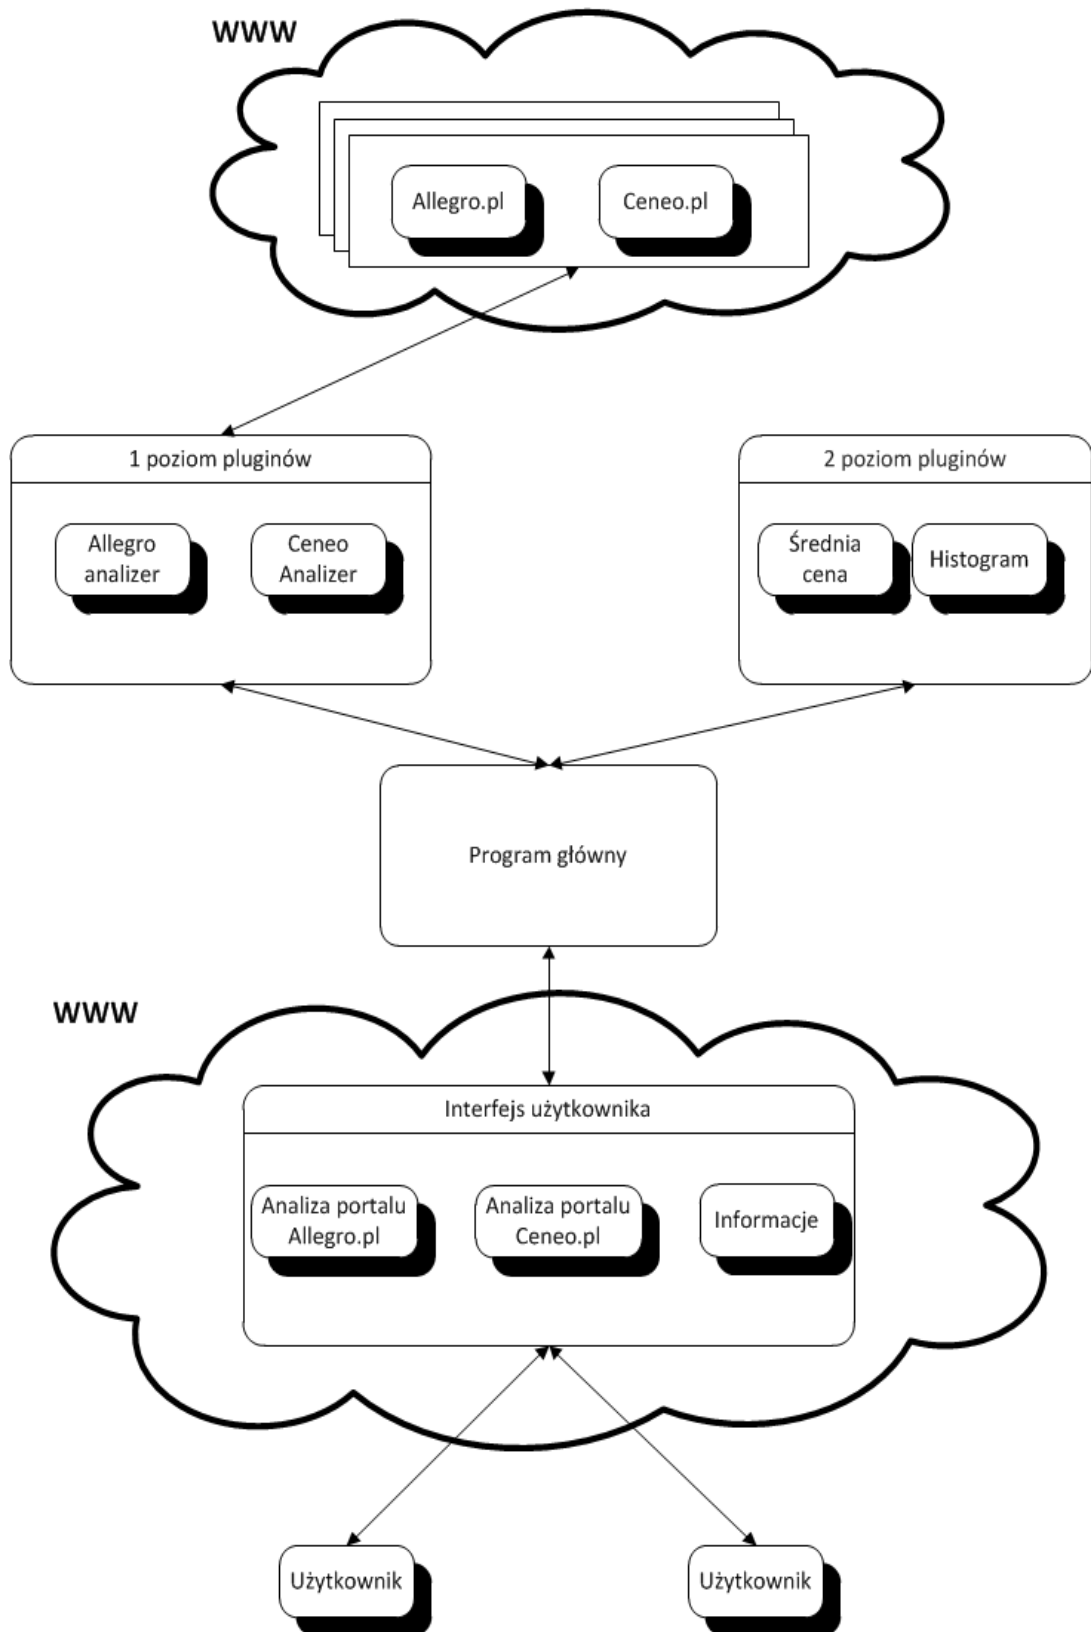 www
Allegro.pl
Ceneo.pl
1 poziom pluginów
2 poziom pluginów
Allegro
analizer
Ceneo
Analizer
Średnia
cena
Histogram
Program główny
www
Interfejs użytkownika
Analiza portalu
Allegro.pl
Analiza portalu
Ceneo.pl
Informacje
Użytkownik
Użytkownik